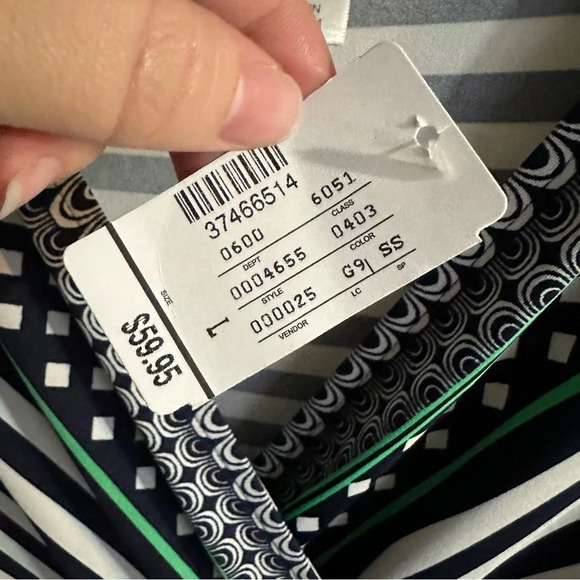 37466514
0600 6051
DEPT CLASS
0004655 0403
STYLE COLOR
000025 G9 SS
VENDOR LC SP
SIZE
$59.95